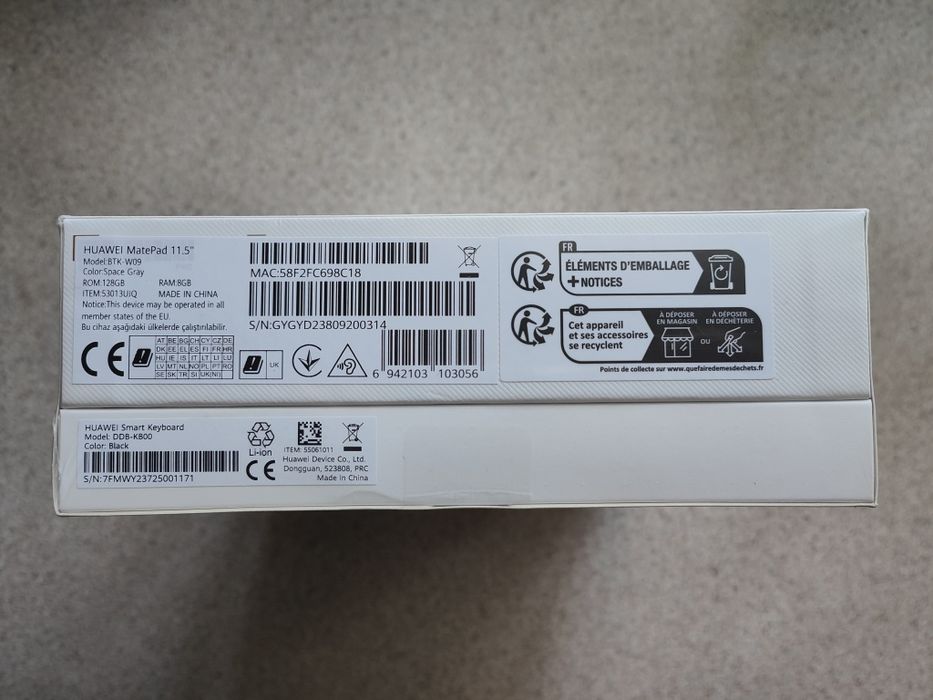 HUAWEI MatePad 11.5"
Model:BTK-W09
Color:Space Gray
ROM:128GB RAM:8GB
ITEM:53013UIQ MADE IN CHINA
Notice:This device may be operated in all
member states of the EU.
Bu cihaz aşağıdaki ülkelerde çalıştırılabilir.
CE
AT BE BG CH CY CZ DE
DK EE EL ES FI FR HR
HU IE IS IT LT LI LU
LV MT NL NO PL PT RO
SE SK TR SI UK(NI)
UK
MAC:58F2FC698C18
S/N:GYGYD23809200314
6 942103 103056
FR
ÉLÉMENTS D'EMBALLAGE
+NOTICES
FR
Cet appareil
et ses accessoires
se recyclent
À DÉPOSER
EN MAGASIN
OU
À DÉPOSER
EN DÉCHÈTERIE
Points de collecte sur www.quefairedemesdechets.fr
HUAWEI Smart Keyboard
Model: DDB-KB00
Color: Black
S/N:7FMWY23725001171
Li-ion
CE
ITEM: 55061011
Huawei Device Co., Ltd.
Dongguan, 523808, PRC
Made in China